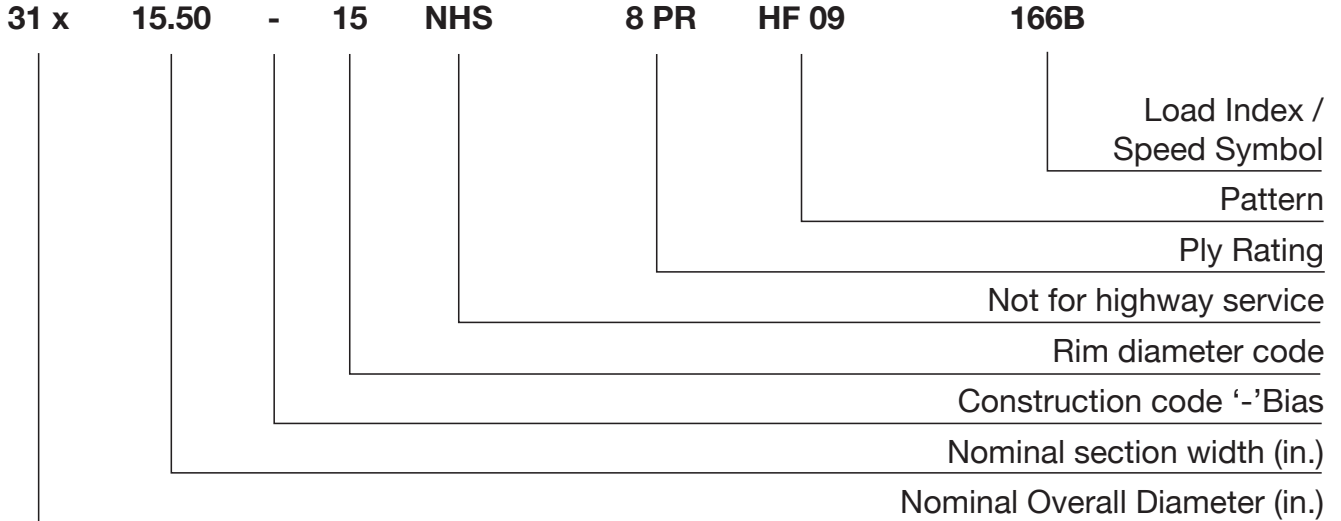 31 x 15.50 - 15 NHS 8 PR HF 09 166B
Load Index /
Speed Symbol
Pattern
Ply Rating
Not for highway service
Rim diameter code
Construction code ‘-’Bias
Nominal section width (in.)
Nominal Overall Diameter (in.)